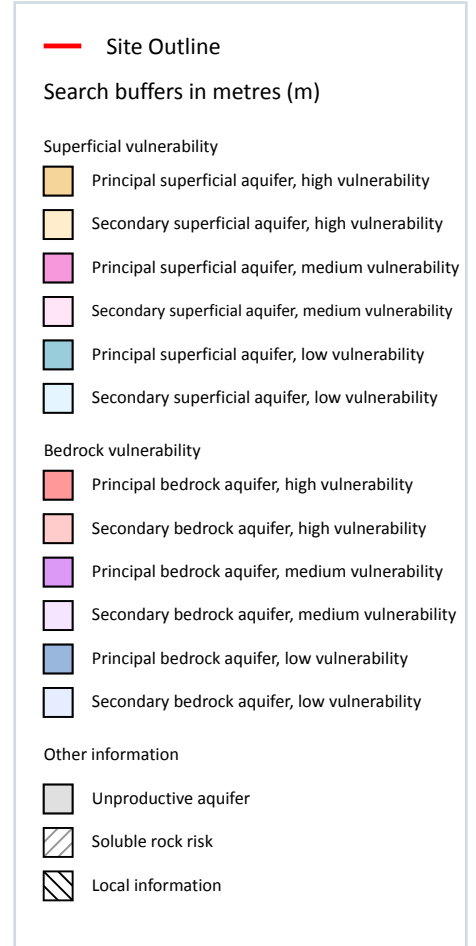 Site Outline
Search buffers in metres (m)
Superficial vulnerability
Principal superficial aquifer, high vulnerability
Secondary superficial aquifer, high vulnerability
Principal superficial aquifer, medium vulnerability
Secondary superficial aquifer, medium vulnerability
Principal superficial aquifer, low vulnerability
Secondary superficial aquifer, low vulnerability
Bedrock vulnerability
Principal bedrock aquifer, high vulnerability
Secondary bedrock aquifer, high vulnerability
Principal bedrock aquifer, medium vulnerability
Secondary bedrock aquifer, medium vulnerability
Principal bedrock aquifer, low vulnerability
Secondary bedrock aquifer, low vulnerability
Other information
Unproductive aquifer
Soluble rock risk
Local information